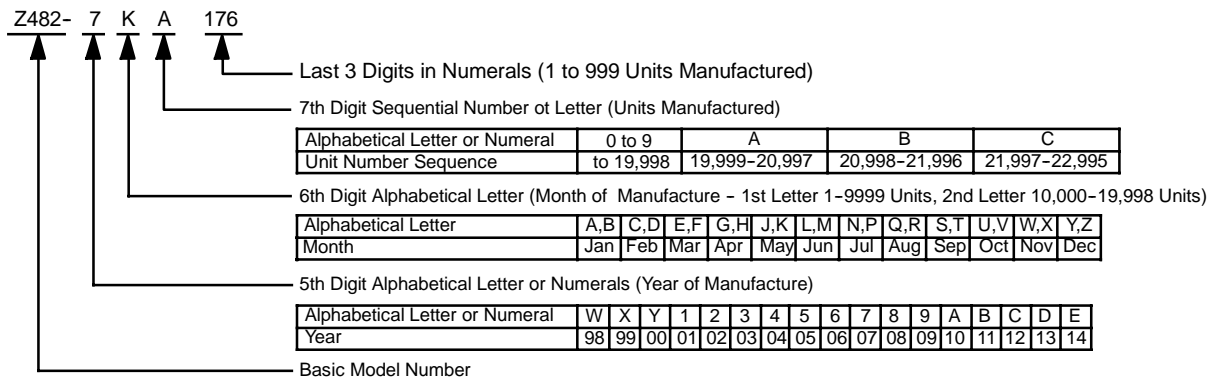 Z482- 7 K A 176
Last 3 Digits in Numerals (1 to 999 Units Manufactured)
7th Digit Sequential Number ot Letter (Units Manufactured)
Alphabetical Letter or Numeral 0 to 9 A B C
Unit Number Sequence to 19,998 19,999-20,997 20,998-21,996 21,997-22,995
6th Digit Alphabetical Letter (Month of Manufacture - 1st Letter 1-9999 Units, 2nd Letter 10,000-19,998 Units)
Alphabetical Letter A,B C,D E,F G,H J,K L,M N,P Q,R S,T U,V W,X Y,Z
Month Jan Feb Mar Apr May Jun Jul Aug Sep Oct Nov Dec
5th Digit Alphabetical Letter or Numerals (Year of Manufacture)
Alphabetical Letter or Numeral W X Y 1 2 3 4 5 6 7 8 9 A B C D E
Year 98 99 00 01 02 03 04 05 06 07 08 09 10 11 12 13 14
Basic Model Number